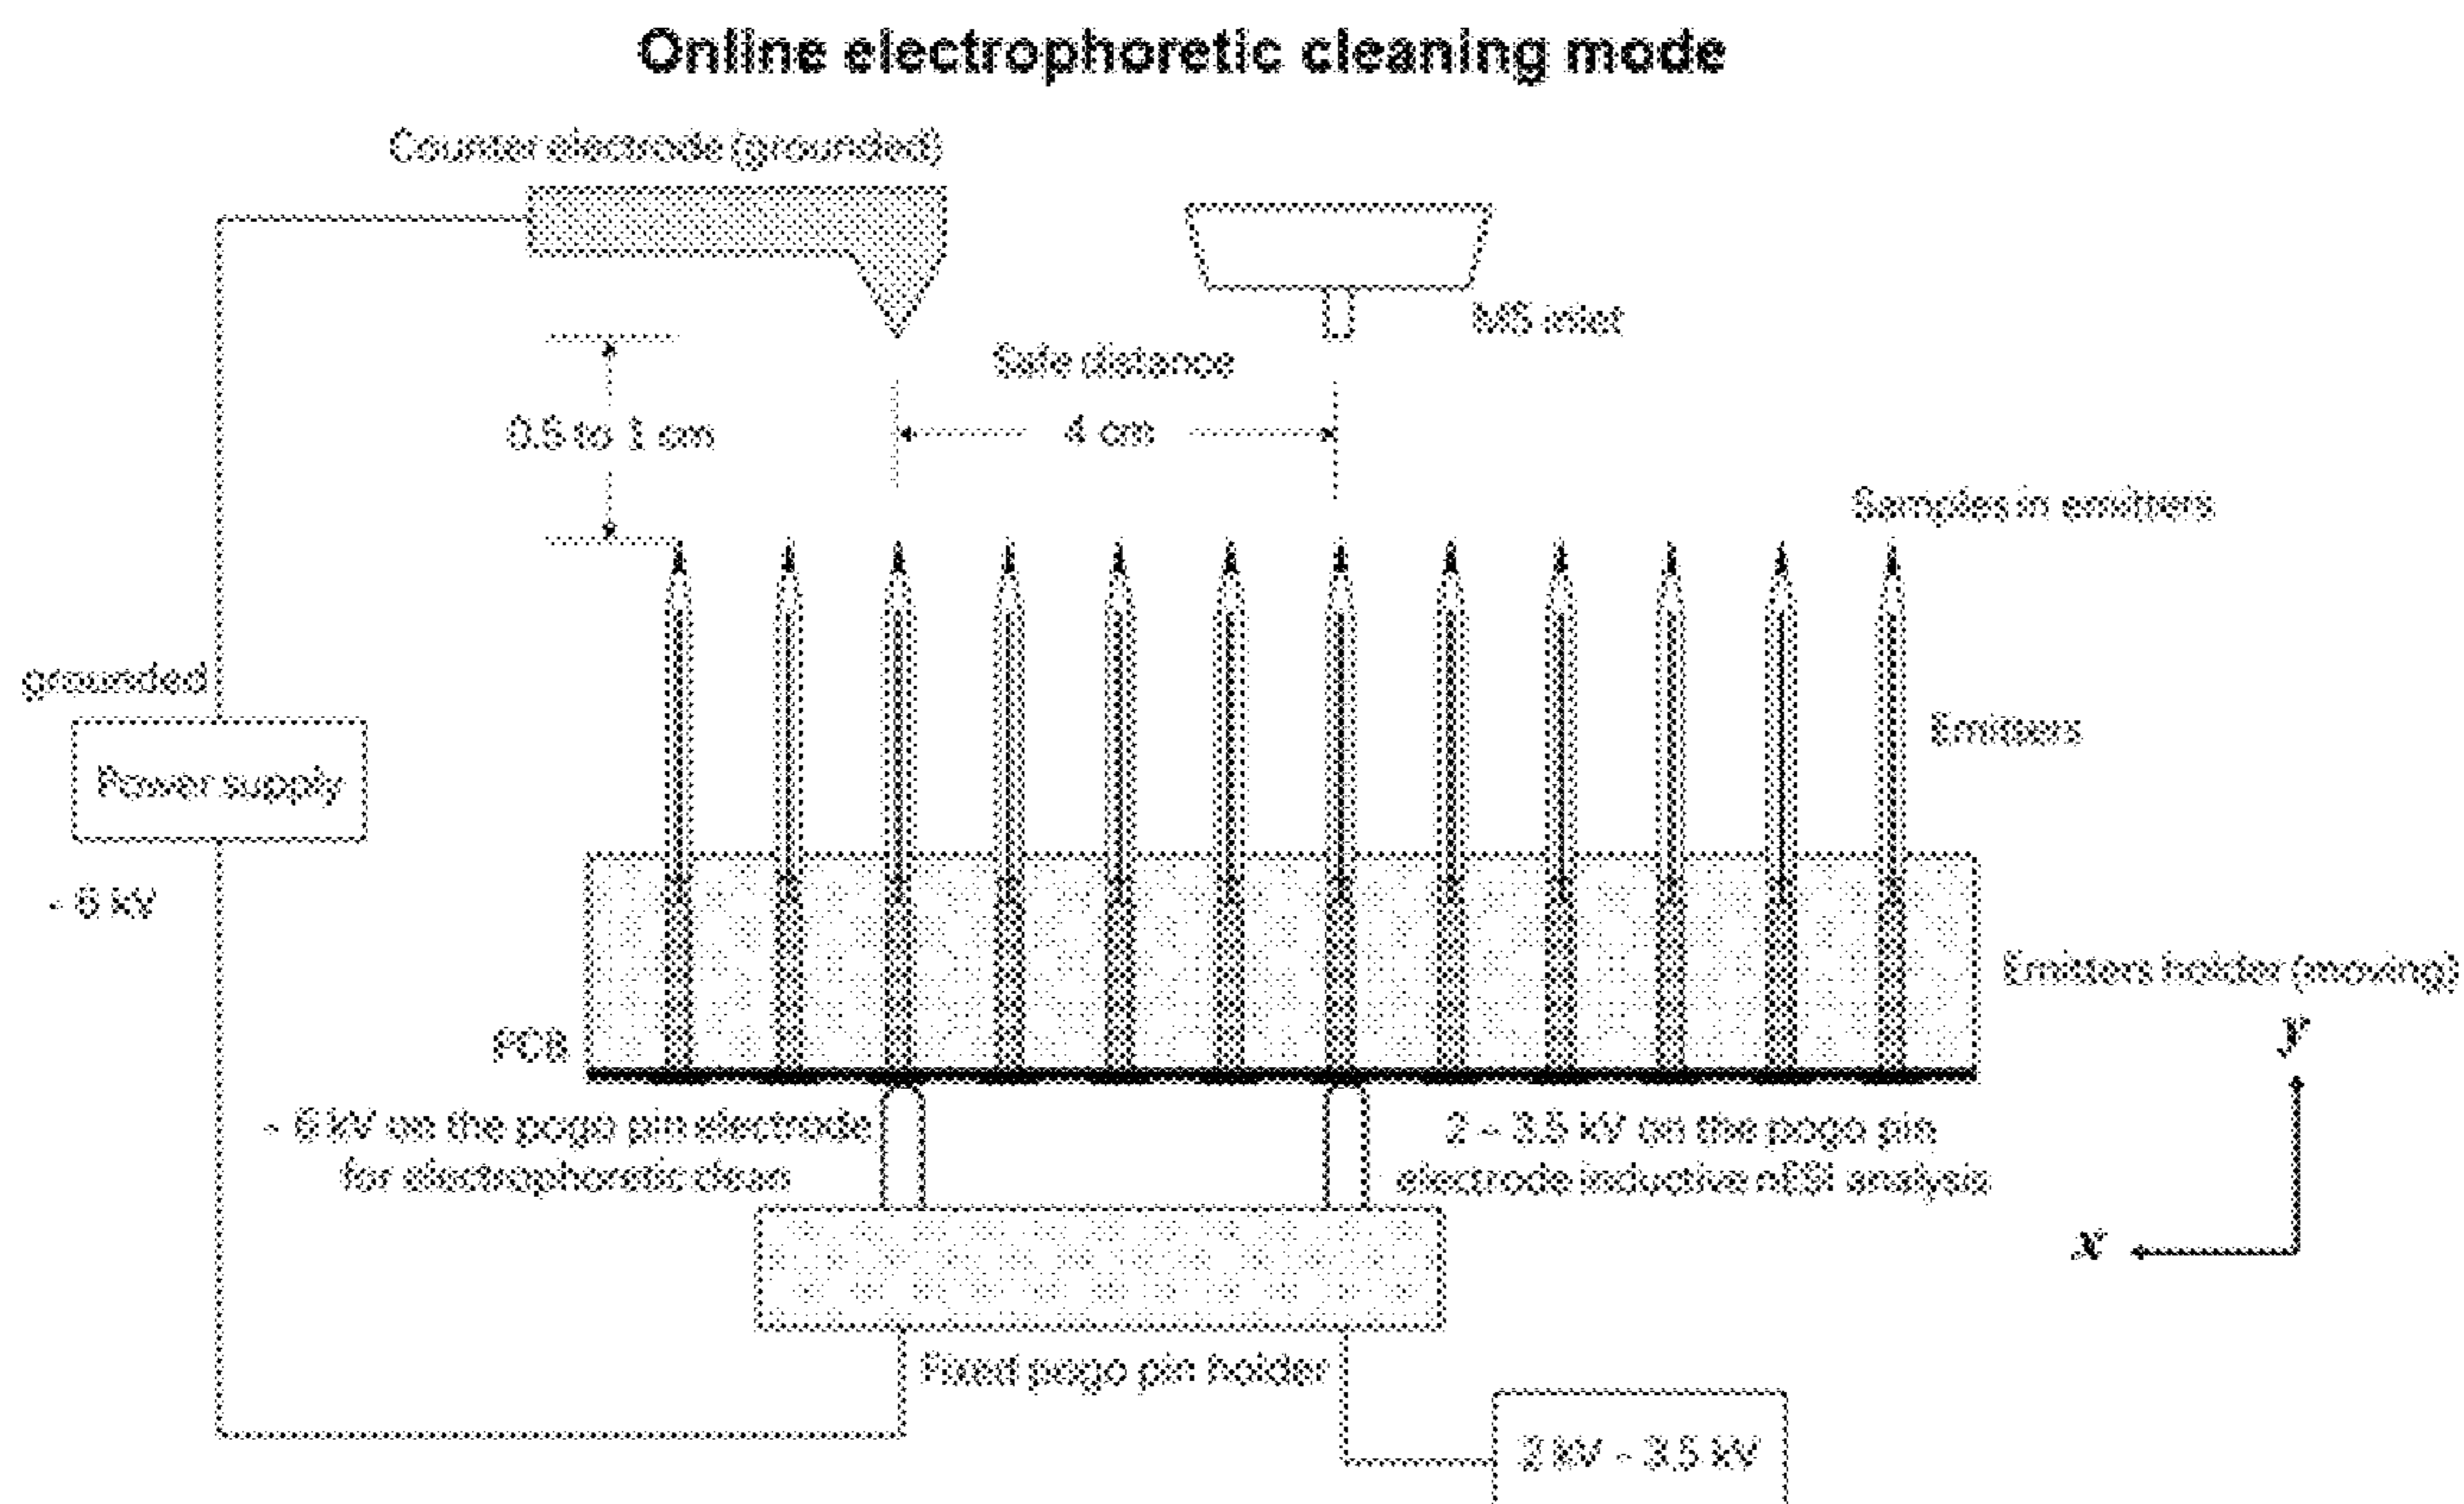 Online electrophoretic cleaning mode
Counter electrode (grounded)
MS inlet
Safe distance
0.5 to 1 cm
4 cm
Samples in emitters
grounded
Power supply
Emitters
- 6 kV
Emitters holder (moving)
PCB
y
- 6 kV on the pogo pin electrode
for electrophoretic clean
2 – 3.5 kV on the pogo pin
electrode inductive nESI analysis
x
Fixed pogo pin holder
2 kV - 3.5 kV